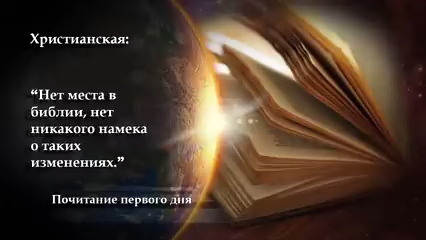 Христианская:
“Нет места в
библии, нет
никакого намека
о таких
изменениях.”
Почитание первого дня